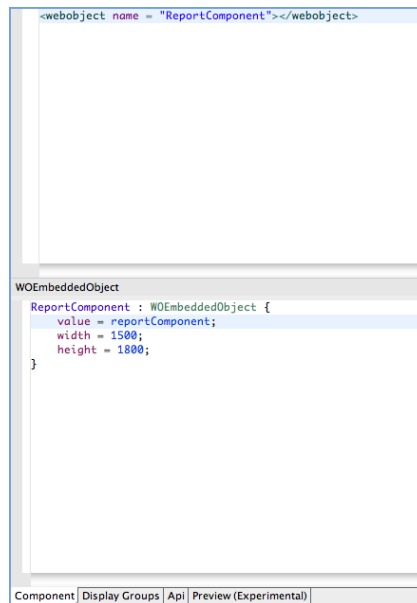 <webobject name = "ReportComponent"></webobject>
WOEmbeddedObject
ReportComponent : WOEmbeddedObject {
    value = reportComponent;
    width = 1500;
    height = 1800;
}
Component Display Groups Api Preview (Experimental)